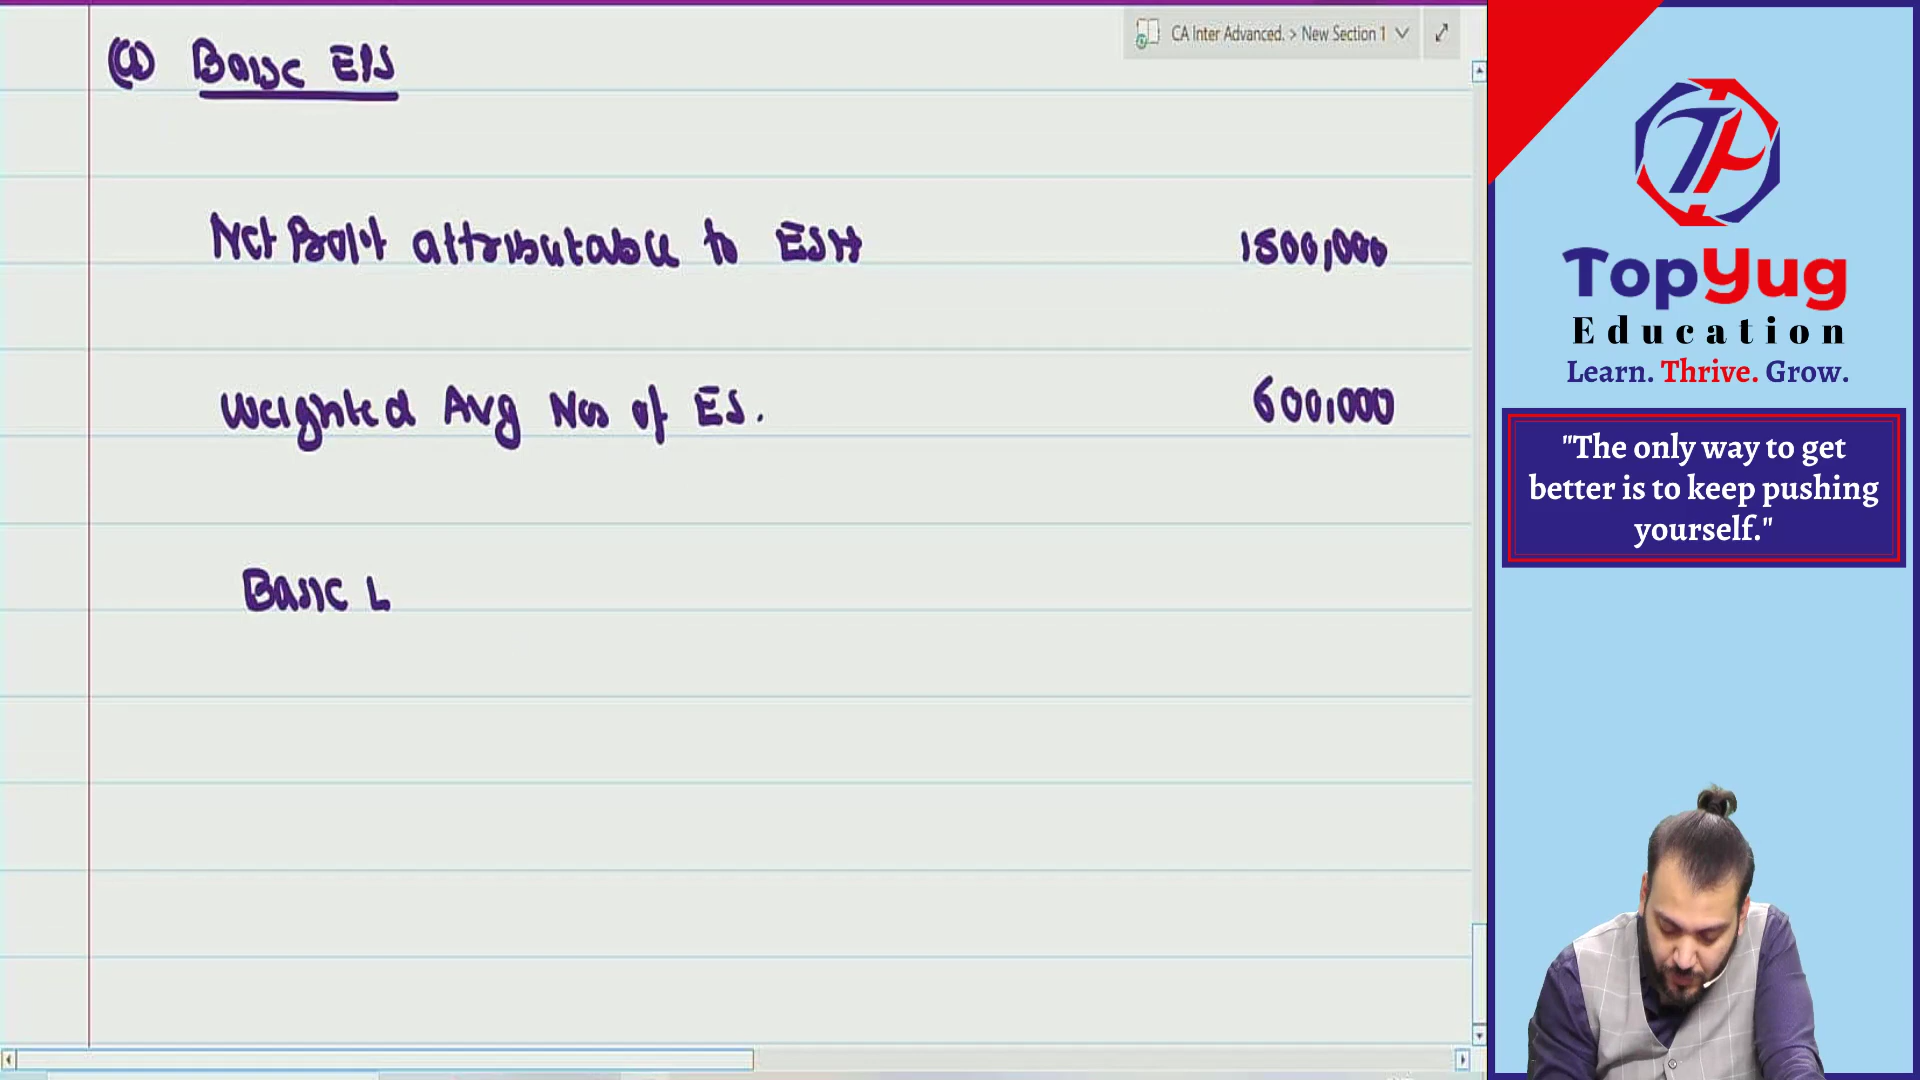 CA Inter Advanced. > New Section 1
(a) Basic EPS
Net Profit attributable to ESH 1500,000
Weighted Avg Nos of ES. 600,000
Basic
TopYug
Education
Learn. Thrive. Grow.
"The only way to get
better is to keep pushing
yourself."